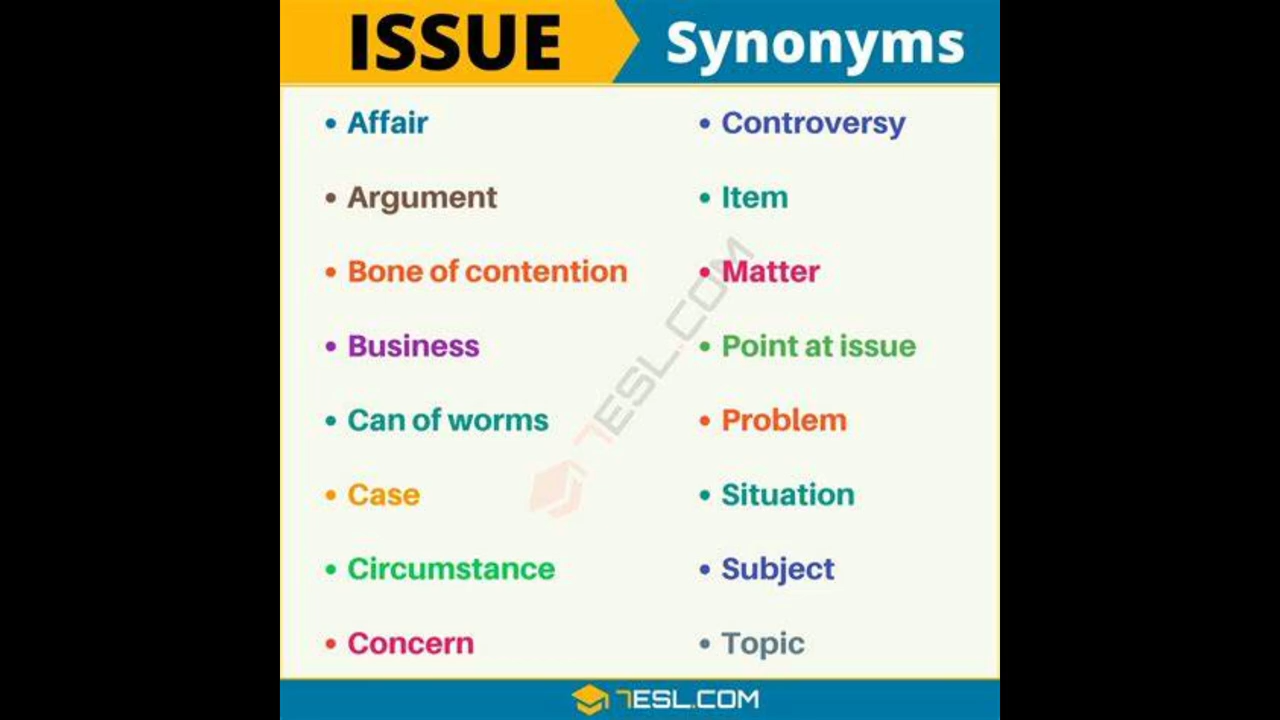 ISSUE Synonyms
• Affair
• Argument
• Bone of contention
• Business
• Can of worms
• Case
• Circumstance
• Concern
• Controversy
• Item
• Matter
• Point at issue
• Problem
• Situation
• Subject
• Topic
7ESL.COM
7ESL.COM